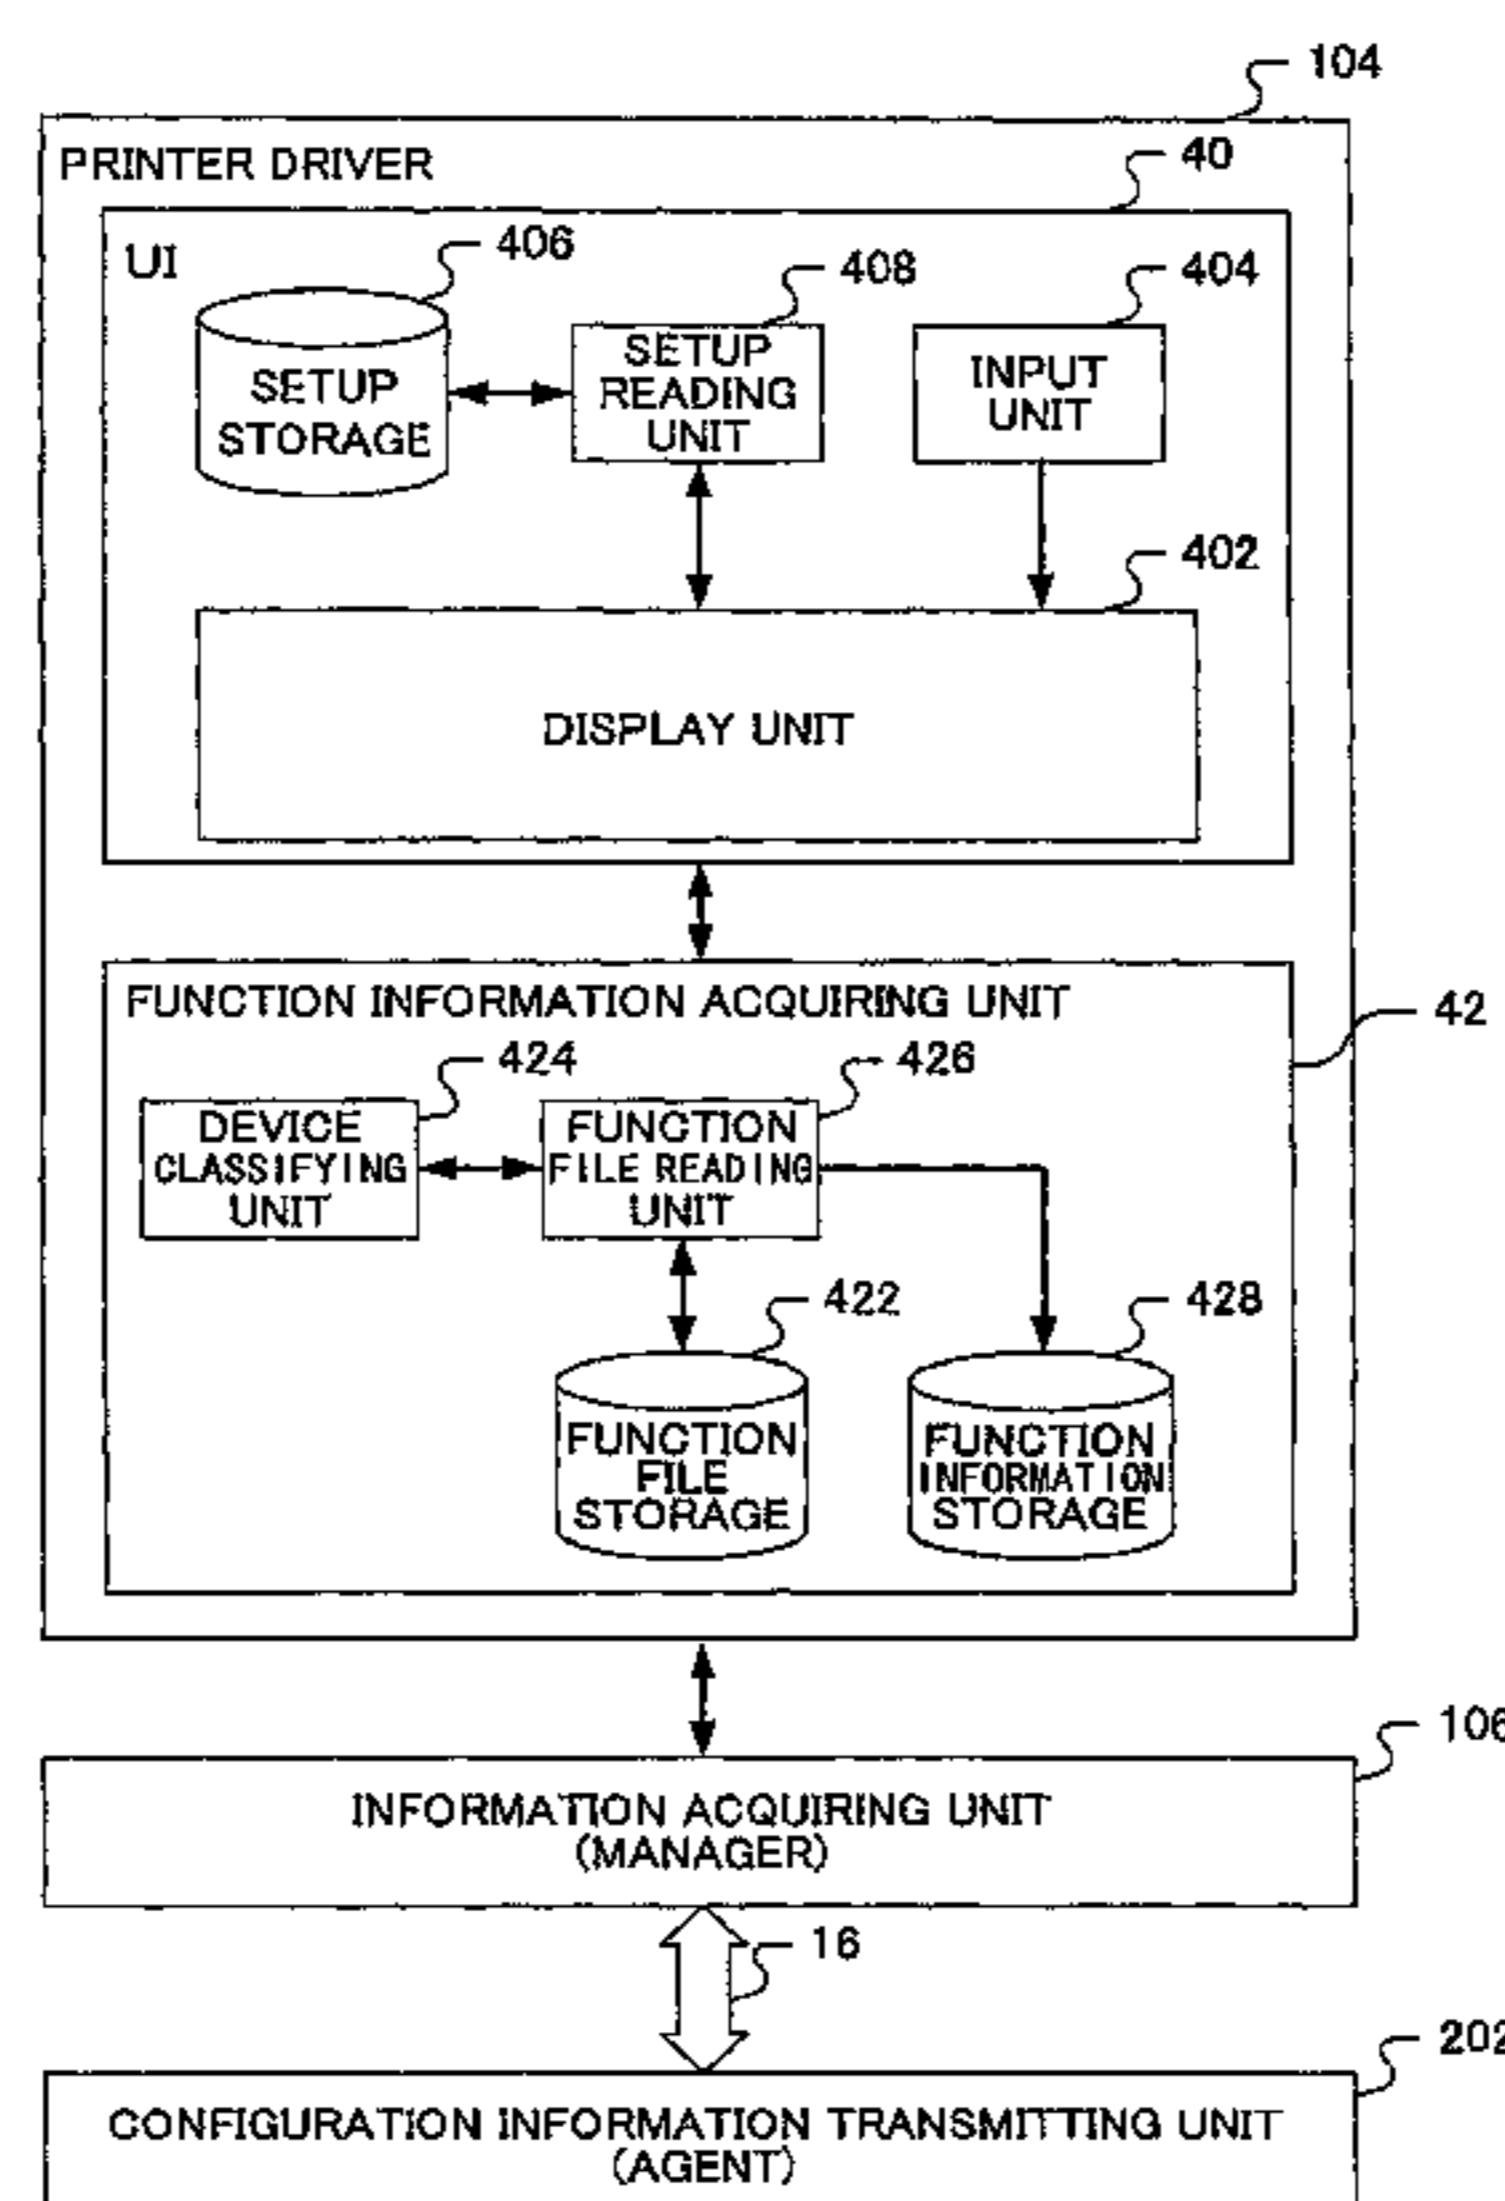 104
PRINTER DRIVER
40
UI
406
408
404
SETUP
STORAGE
SETUP
READING
UNIT
INPUT
UNIT
402
DISPLAY UNIT
FUNCTION INFORMATION ACQUIRING UNIT
42
424
426
DEVICE
CLASSIFYING
UNIT
FUNCTION
FILE READING
UNIT
422
428
FUNCTION
FILE
STORAGE
FUNCTION
INFORMATION
STORAGE
106
INFORMATION ACQUIRING UNIT
(MANAGER)
16
202
CONFIGURATION INFORMATION TRANSMITTING UNIT
(AGENT)